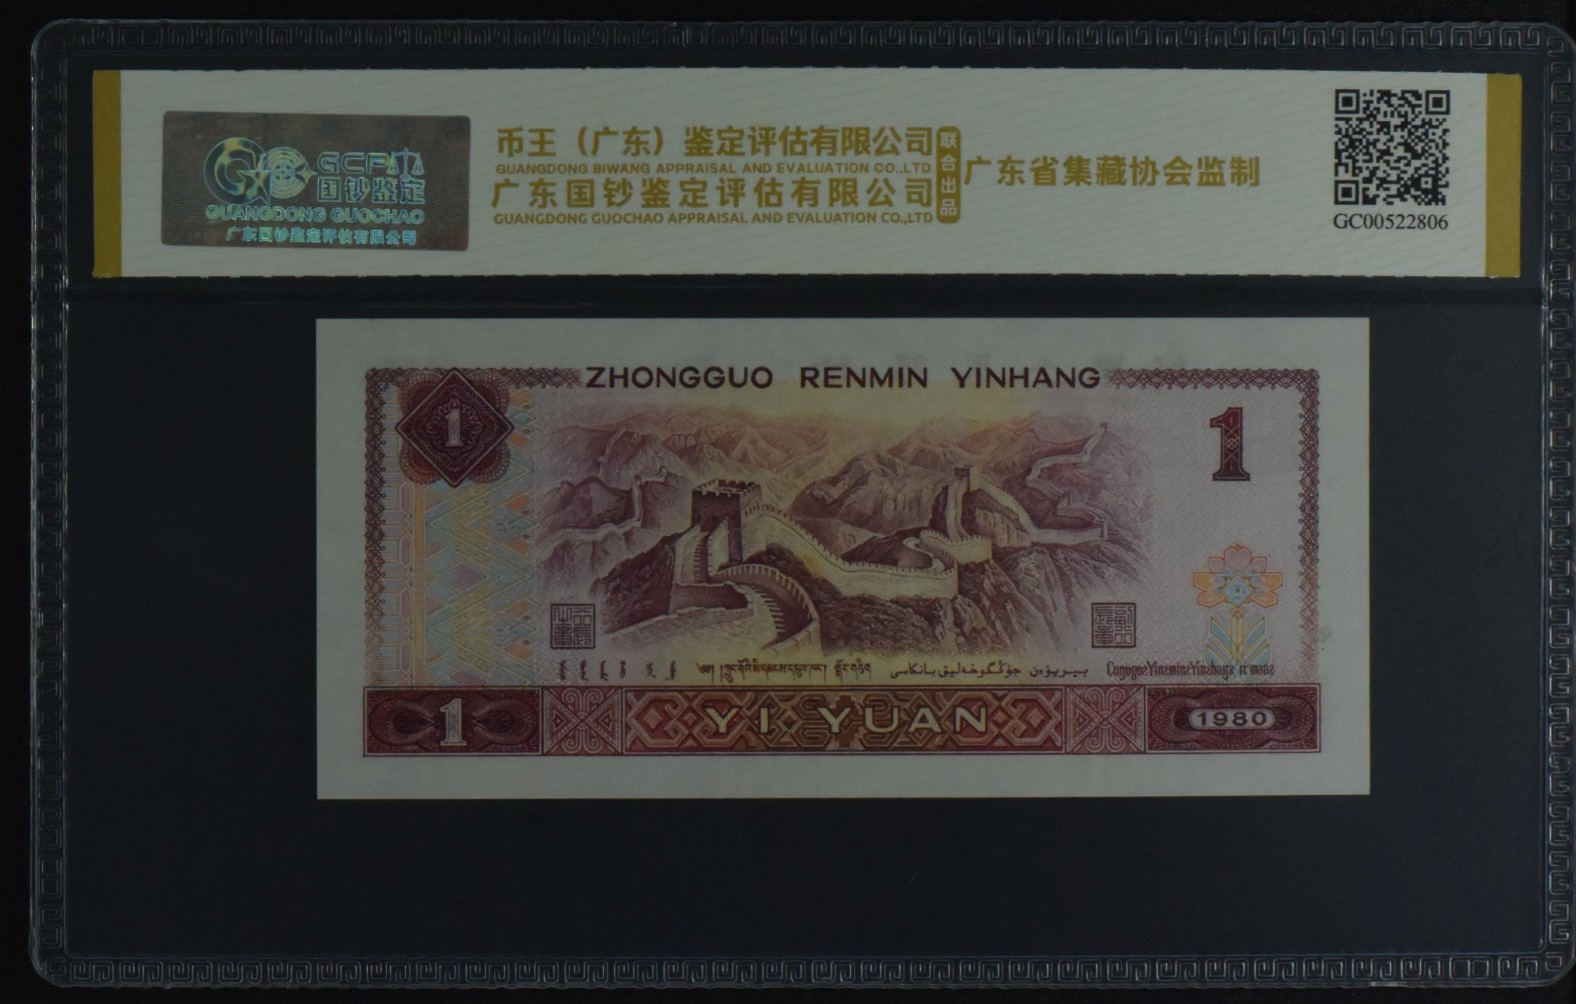 GCPA
国钞鉴定
GUANGDONG GUOCHAO
广东国钞鉴定评估有限公司
币王（广东）鉴定评估有限公司
GUANGDONG BIWANG APPRAISAL AND EVALUATION CO.,LTD
广东国钞鉴定评估有限公司
GUANGDONG GUOCHAO APPRAISAL AND EVALUATION CO.,LTD
联合出品
广东省集藏协会监制
GC00522806
ZHONGGUO RENMIN YINHANG
1
1
1
YI YUAN
1980